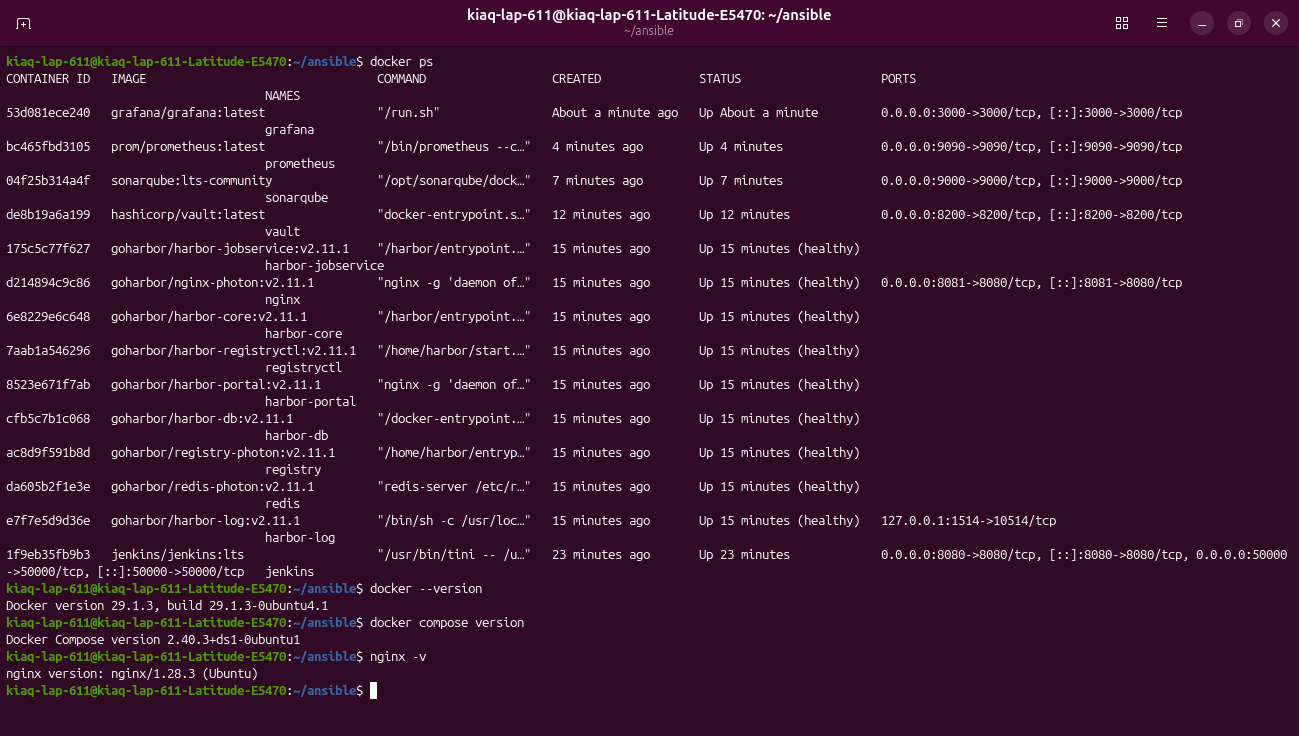 kiaq-lap-611@kiaq-lap-611-Latitude-E5470: ~/ansible
~/ansible
kiaq-lap-611@kiaq-lap-611-Latitude-E5470:~/ansible$ docker ps
CONTAINER ID   IMAGE                                 COMMAND                  CREATED              STATUS                    PORTS
                                     NAMES
53d081ece240   grafana/grafana:latest                "/run.sh"                About a minute ago   Up About a minute         0.0.0.0:3000->3000/tcp, [::]:3000->3000/tcp
                                     grafana
bc465fbd3105   prom/prometheus:latest                "/bin/prometheus --c…"   4 minutes ago        Up 4 minutes              0.0.0.0:9090->9090/tcp, [::]:9090->9090/tcp
                                     prometheus
04f25b314a4f   sonarqube:lts-community               "/opt/sonarqube/dock…"   7 minutes ago        Up 7 minutes              0.0.0.0:9000->9000/tcp, [::]:9000->9000/tcp
                                     sonarqube
de8b19a6a199   hashicorp/vault:latest                "docker-entrypoint.s…"   12 minutes ago       Up 12 minutes             0.0.0.0:8200->8200/tcp, [::]:8200->8200/tcp
                                     vault
175c5c77f627   goharbor/harbor-jobservice:v2.11.1    "/harbor/entrypoint.…"   15 minutes ago       Up 15 minutes (healthy)
                                     harbor-jobservice
d214894c9c86   goharbor/nginx-photon:v2.11.1         "nginx -g 'daemon of…"   15 minutes ago       Up 15 minutes (healthy)   0.0.0.0:8081->8080/tcp, [::]:8081->8080/tcp
                                     nginx
6e8229e6c648   goharbor/harbor-core:v2.11.1          "/harbor/entrypoint.…"   15 minutes ago       Up 15 minutes (healthy)
                                     harbor-core
7aab1a546296   goharbor/harbor-registryctl:v2.11.1   "/home/harbor/start.…"   15 minutes ago       Up 15 minutes (healthy)
                                     registryctl
8523e671f7ab   goharbor/harbor-portal:v2.11.1        "nginx -g 'daemon of…"   15 minutes ago       Up 15 minutes (healthy)
                                     harbor-portal
cfb5c7b1c068   goharbor/harbor-db:v2.11.1            "/docker-entrypoint.…"   15 minutes ago       Up 15 minutes (healthy)
                                     harbor-db
ac8d9f591b8d   goharbor/registry-photon:v2.11.1      "/home/harbor/entryp…"   15 minutes ago       Up 15 minutes (healthy)
                                     registry
da605b2f1e3e   goharbor/redis-photon:v2.11.1         "redis-server /etc/r…"   15 minutes ago       Up 15 minutes (healthy)
                                     redis
e7f7e5d9d36e   goharbor/harbor-log:v2.11.1           "/bin/sh -c /usr/loc…"   15 minutes ago       Up 15 minutes (healthy)   127.0.0.1:1514->10514/tcp
                                     harbor-log
1f9eb35fb9b3   jenkins/jenkins:lts                   "/usr/bin/tini -- /u…"   23 minutes ago       Up 23 minutes             0.0.0.0:8080->8080/tcp, [::]:8080->8080/tcp, 0.0.0.0:50000
->50000/tcp, [::]:50000->50000/tcp   jenkins
kiaq-lap-611@kiaq-lap-611-Latitude-E5470:~/ansible$ docker --version
Docker version 29.1.3, build 29.1.3-0ubuntu4.1
kiaq-lap-611@kiaq-lap-611-Latitude-E5470:~/ansible$ docker compose version
Docker Compose version 2.40.3+ds1-0ubuntu1
kiaq-lap-611@kiaq-lap-611-Latitude-E5470:~/ansible$ nginx -v
nginx version: nginx/1.28.3 (Ubuntu)
kiaq-lap-611@kiaq-lap-611-Latitude-E5470:~/ansible$